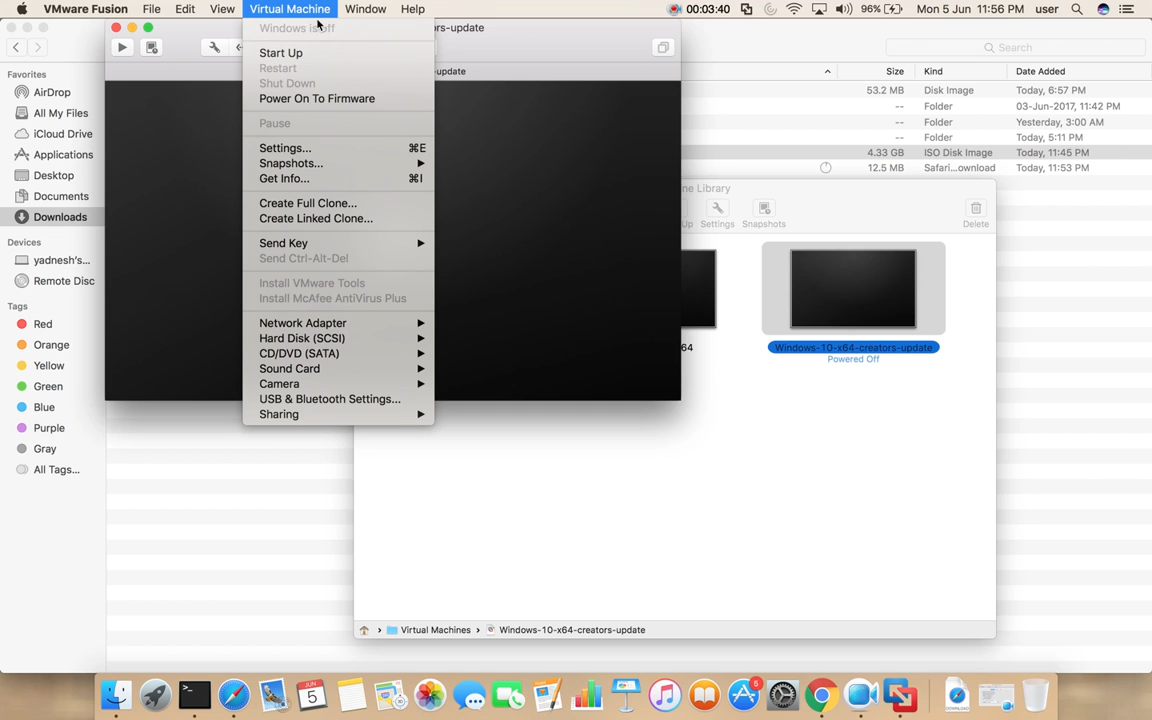 VMware Fusion File Edit View Virtual Machine Window Help 00:03:40 96% Mon 5 Jun 11:56 PM user
Windows is off
ors-update
Start Up
Restart
Shut Down
Power On To Firmware
Pause
Settings... ⌘E
Snapshots...
Get Info... ⌘I
Create Full Clone...
Create Linked Clone...
Send Key
Send Ctrl-Alt-Del
Install VMware Tools
Install McAfee AntiVirus Plus
Network Adapter
Hard Disk (SCSI)
CD/DVD (SATA)
Sound Card
Camera
USB & Bluetooth Settings...
Sharing
-update
Search
Favorites
AirDrop
All My Files
iCloud Drive
Applications
Desktop
Documents
Downloads
Devices
yadnesh's...
Remote Disc
Tags
Red
Orange
Yellow
Green
Blue
Purple
Gray
All Tags...
Size Kind Date Added
53.2 MB Disk Image Today, 6:57 PM
-- Folder 03-Jun-2017, 11:42 PM
-- Folder Yesterday, 3:00 AM
-- Folder Today, 5:11 PM
4.33 GB ISO Disk Image Today, 11:45 PM
12.5 MB Safari...ownload Today, 11:53 PM
ne Library
Up Settings Snapshots Delete
64
Windows-10-x64-creators-update
Powered Off
Virtual Machines Windows-10-x64-creators-update
5
JUN
5
DOWNLOAD